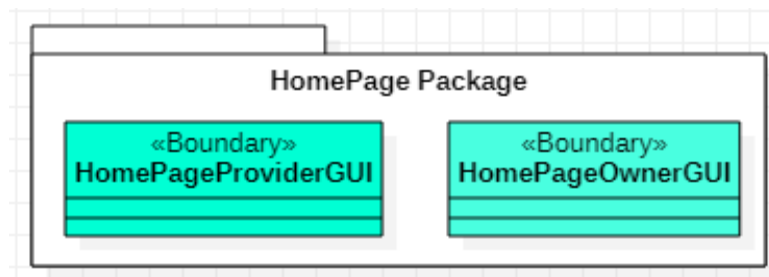 HomePage Package
«Boundary»
HomePageProviderGUI
«Boundary»
HomePageOwnerGUI